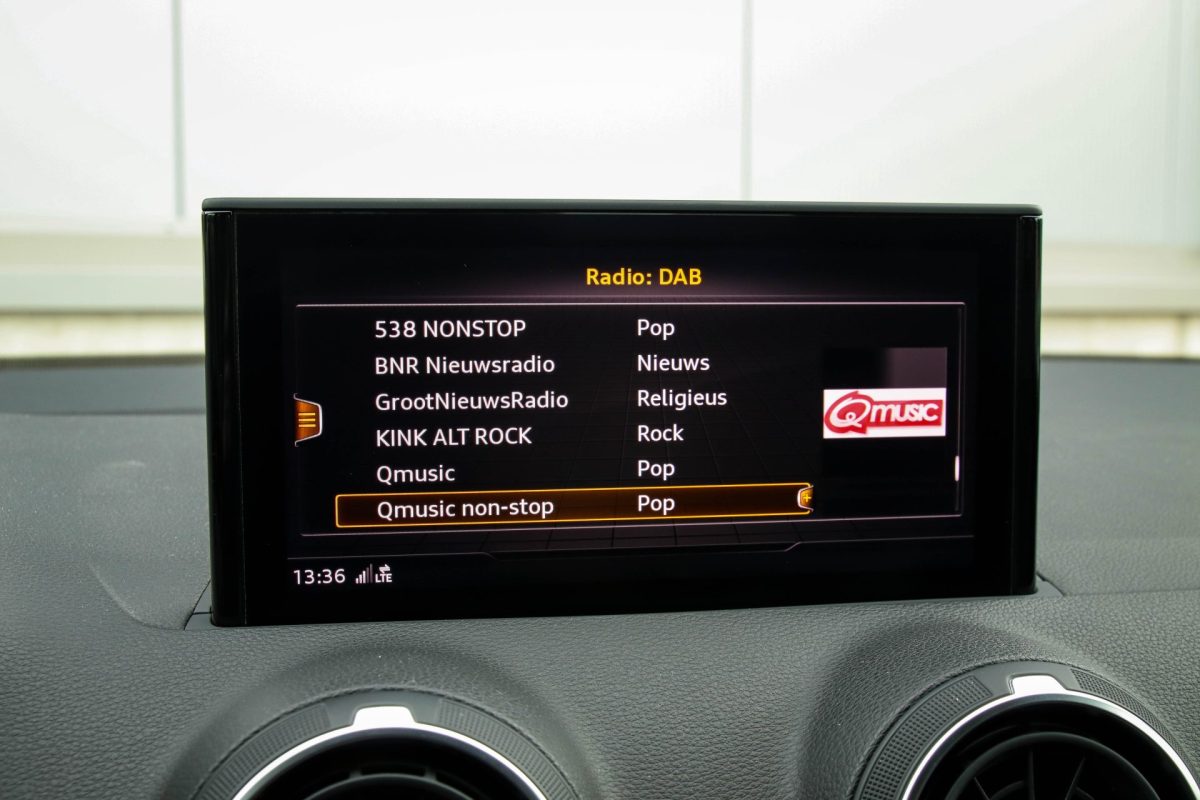 Radio: DAB
538 NONSTOP Pop
BNR Nieuwsradio Nieuws
GrootNieuwsRadio Religieus
KINK ALT ROCK Rock
Qmusic Pop
Qmusic non-stop Pop
Qmusic
13:36 LTE